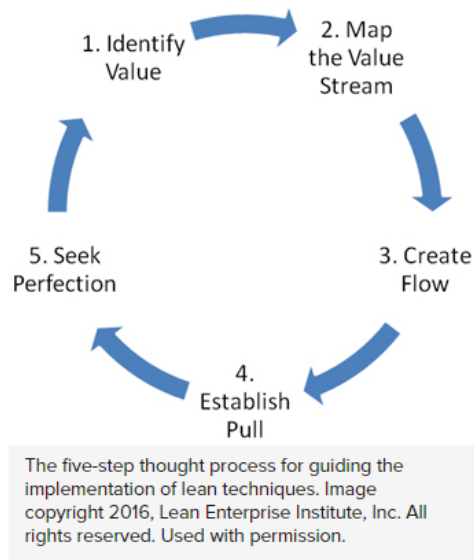 1. Identify
Value
2. Map
the Value
Stream
3. Create
Flow
4.
Establish
Pull
5. Seek
Perfection
The five-step thought process for guiding the
implementation of lean techniques. Image
copyright 2016, Lean Enterprise Institute, Inc. All
rights reserved. Used with permission.